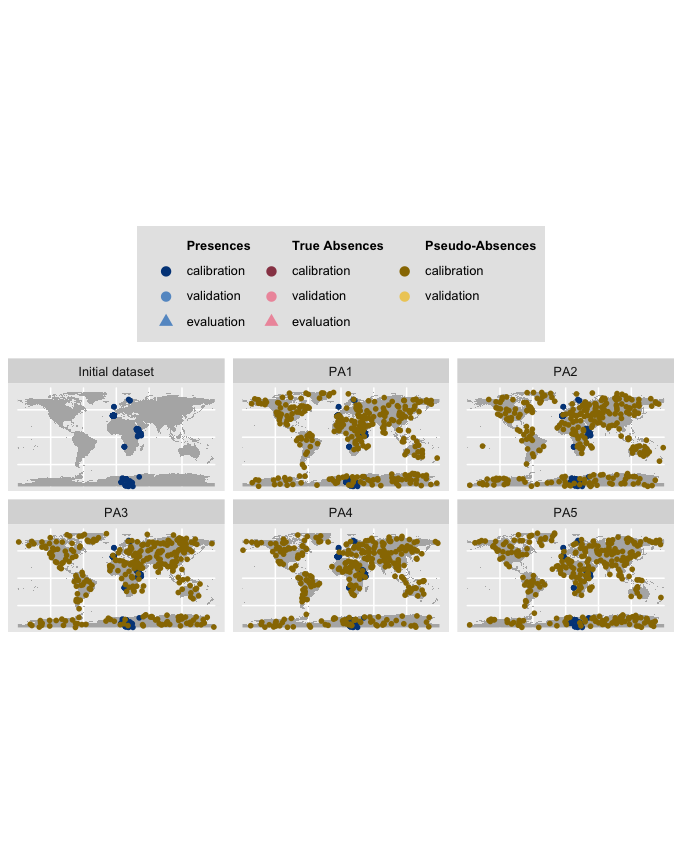 Presences True Absences Pseudo-Absences
calibration calibration calibration
validation validation validation
evaluation evaluation
Initial dataset PA1 PA2
PA3 PA4 PA5